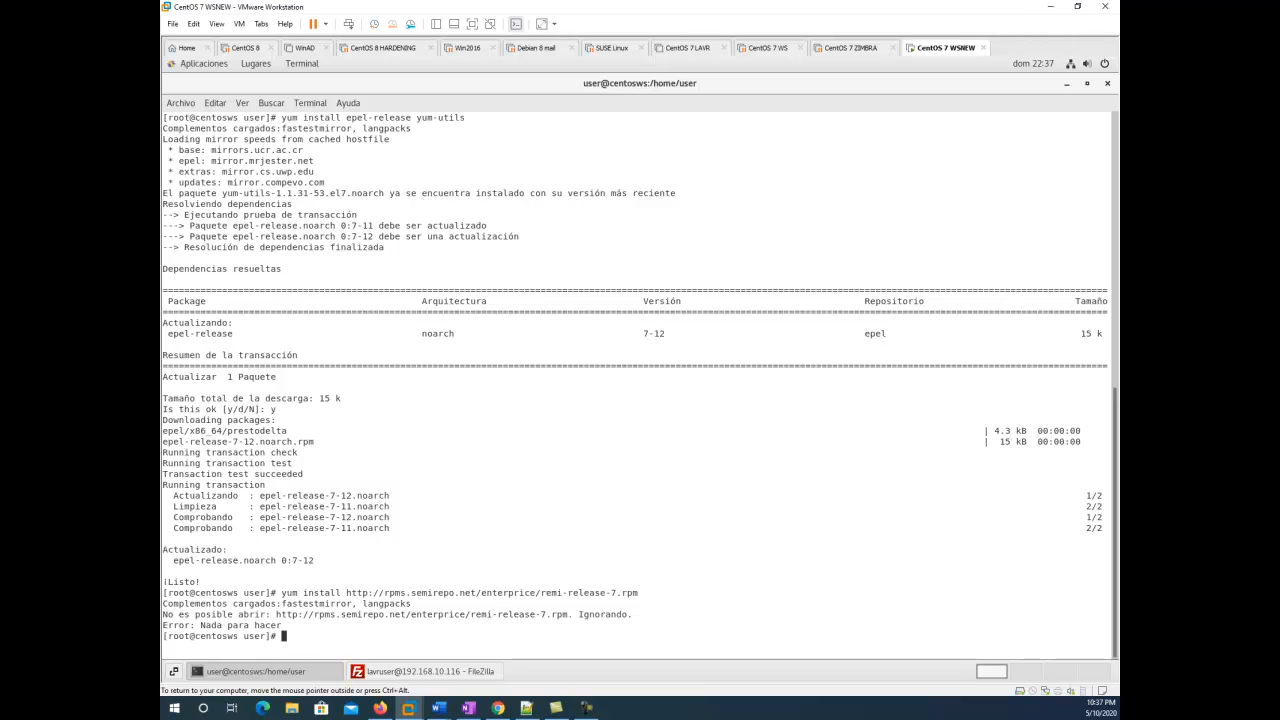 CentOS 7 WSNEW - VMware Workstation
File Edit View VM Tabs Help
Home CentOS 8 WinAD CentOS 8 HARDENING Win2016 Debian 8 mail SUSE Linux CentOS 7 LAVR CentOS 7 WS CentOS 7 ZIMBRA CentOS 7 WSNEW
Aplicaciones Lugares Terminal dom 22:37
user@centosws:/home/user
Archivo Editar Ver Buscar Terminal Ayuda
[root@centosws user]# yum install epel-release yum-utils
Complementos cargados:fastestmirror, langpacks
Loading mirror speeds from cached hostfile
* base: mirrors.ucr.ac.cr
* epel: mirror.mrjester.net
* extras: mirror.cs.uwp.edu
* updates: mirror.compevo.com
El paquete yum-utils-1.1.31-53.el7.noarch ya se encuentra instalado con su versión más reciente
Resolviendo dependencias
--> Ejecutando prueba de transacción
---> Paquete epel-release.noarch 0:7-11 debe ser actualizado
---> Paquete epel-release.noarch 0:7-12 debe ser una actualización
--> Resolución de dependencias finalizada
Dependencias resueltas
Package Arquitectura Versión Repositorio Tamaño
Actualizando:
epel-release noarch 7-12 epel 15 k
Resumen de la transacción
Actualizar 1 Paquete
Tamaño total de la descarga: 15 k
Is this ok [y/d/N]: y
Downloading packages:
epel/x86_64/prestodelta | 4.3 kB 00:00:00
epel-release-7-12.noarch.rpm | 15 kB 00:00:00
Running transaction check
Running transaction test
Transaction test succeeded
Running transaction
Actualizando : epel-release-7-12.noarch 1/2
Limpieza : epel-release-7-11.noarch 2/2
Comprobando : epel-release-7-12.noarch 1/2
Comprobando : epel-release-7-11.noarch 2/2
Actualizado:
epel-release.noarch 0:7-12
¡Listo!
[root@centosws user]# yum install http://rpms.semirepo.net/enterprice/remi-release-7.rpm
Complementos cargados:fastestmirror, langpacks
No es posible abrir: http://rpms.semirepo.net/enterprice/remi-release-7.rpm. Ignorando.
Error: Nada para hacer
[root@centosws user]#
user@centosws:/home/user lavruser@192.168.10.116 - FileZilla
To return to your computer, move the mouse pointer outside or press Ctrl+Alt.
10:37 PM
5/10/2020